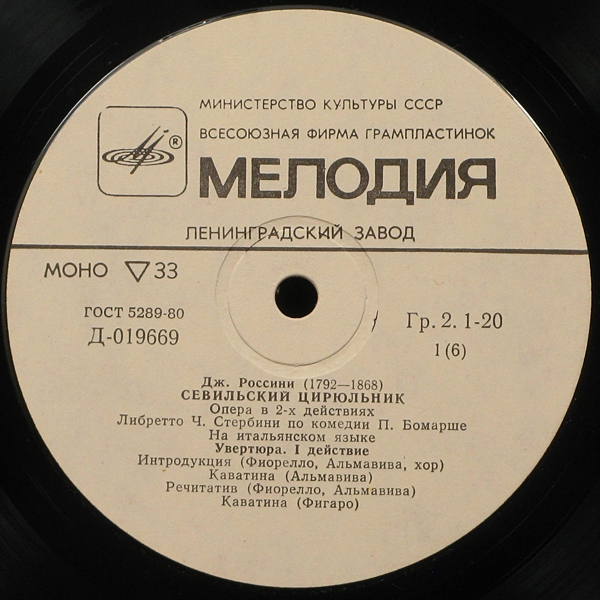 МИНИСТЕРСТВО КУЛЬТУРЫ СССР
ВСЕСОЮЗНАЯ ФИРМА ГРАМПЛАСТИНОК
®
МЕЛОДИЯ
ЛЕНИНГРАДСКИЙ ЗАВОД
МОНО ▽ 33
ГОСТ 5289-80
Д-019669
Гр. 2. 1-20
1 (6)
Дж. Россини (1792—1868)
СЕВИЛЬСКИЙ ЦИРЮЛЬНИК
Опера в 2-х действиях
Либретто Ч. Стербини по комедии П. Бомарше
На итальянском языке
Увертюра. I действие
Интродукция (Фиорелло, Альмавива, хор)
Каватина (Альмавива)
Речитатив (Фиорелло, Альмавива)
Каватина (Фигаро)